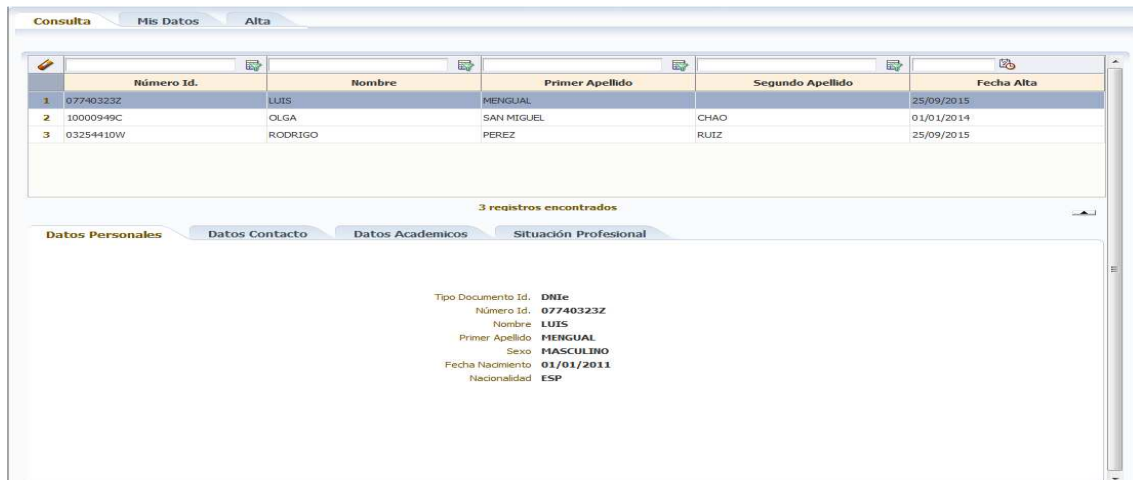 Consulta Mis Datos Alta
Número Id. Nombre Primer Apellido Segundo Apellido Fecha Alta
1 07740323Z LUIS MENGUAL 25/09/2015
2 10000949C OLGA SAN MIGUEL CHAO 01/01/2014
3 03254410W RODRIGO PEREZ RUIZ 25/09/2015
3 registros encontrados
Datos Personales Datos Contacto Datos Academicos Situación Profesional
Tipo Documento Id. DNIe
Número Id. 07740323Z
Nombre LUIS
Primer Apellido MENGUAL
Sexo MASCULINO
Fecha Nacimiento 01/01/2011
Nacionalidad ESP